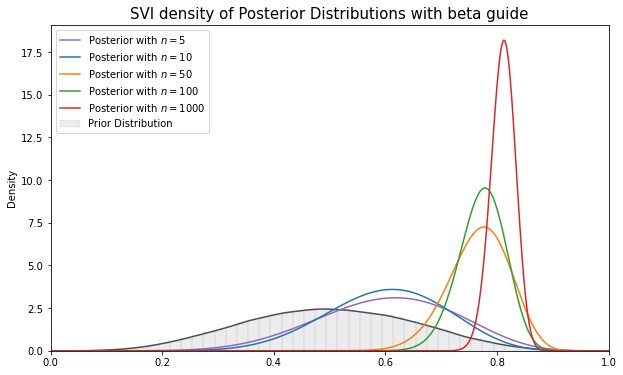 SVI density of Posterior Distributions with beta guide
Posterior with n = 5
Posterior with n = 10
Posterior with n = 50
Posterior with n = 100
Posterior with n = 1000
Prior Distribution
Density
17.5
15.0
12.5
10.0
7.5
5.0
2.5
0.0
0.0 0.2 0.4 0.6 0.8 1.0